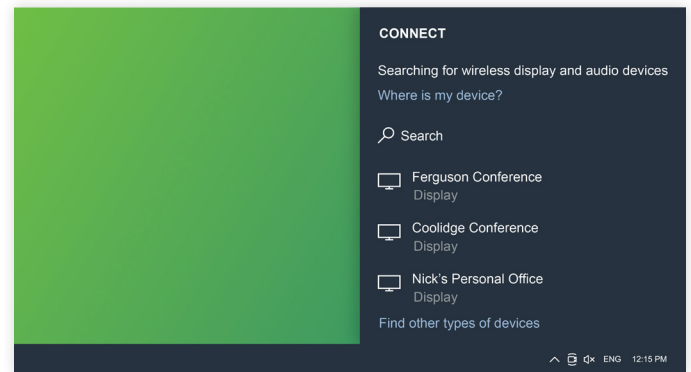 CONNECT
Searching for wireless display and audio devices
Where is my device?
Search
Ferguson Conference
Display
Coolidge Conference
Display
Nick’s Personal Office
Display
Find other types of devices
ENG 12:15 PM